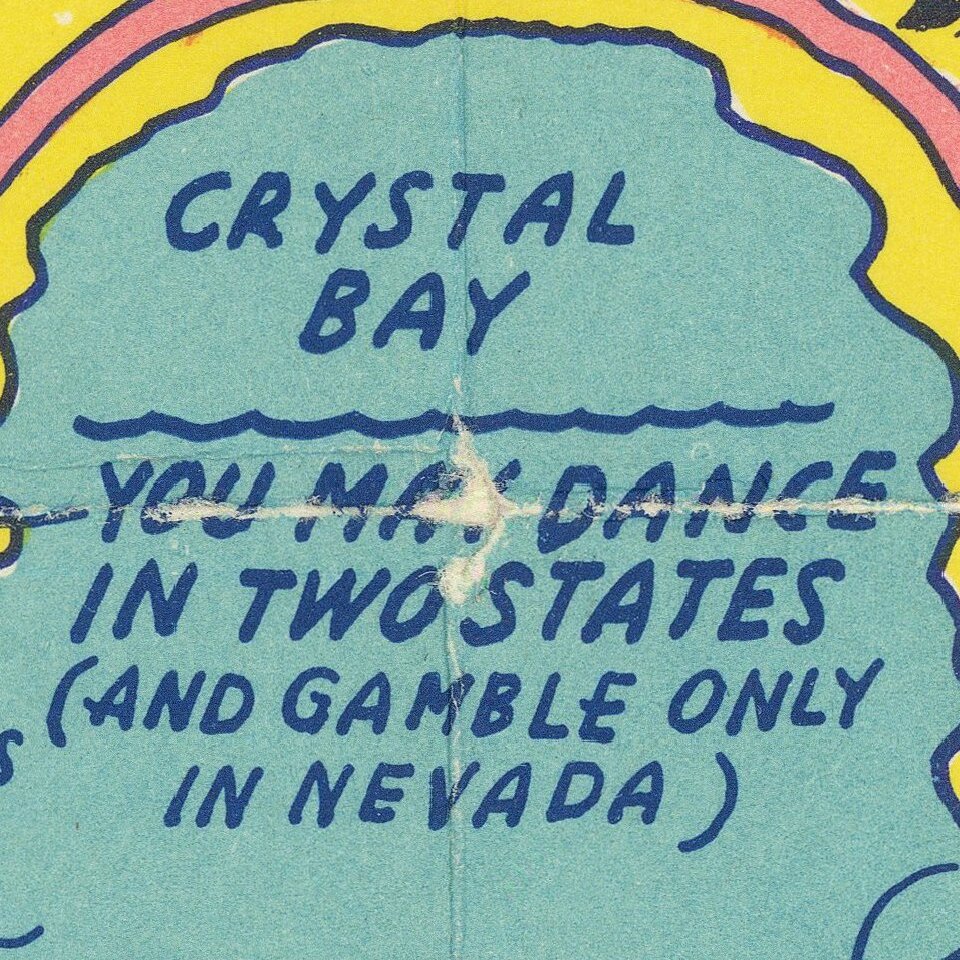 CRYSTAL
BAY
YOU MAY DANCE
IN TWO STATES
(AND GAMBLE ONLY
IN NEVADA)